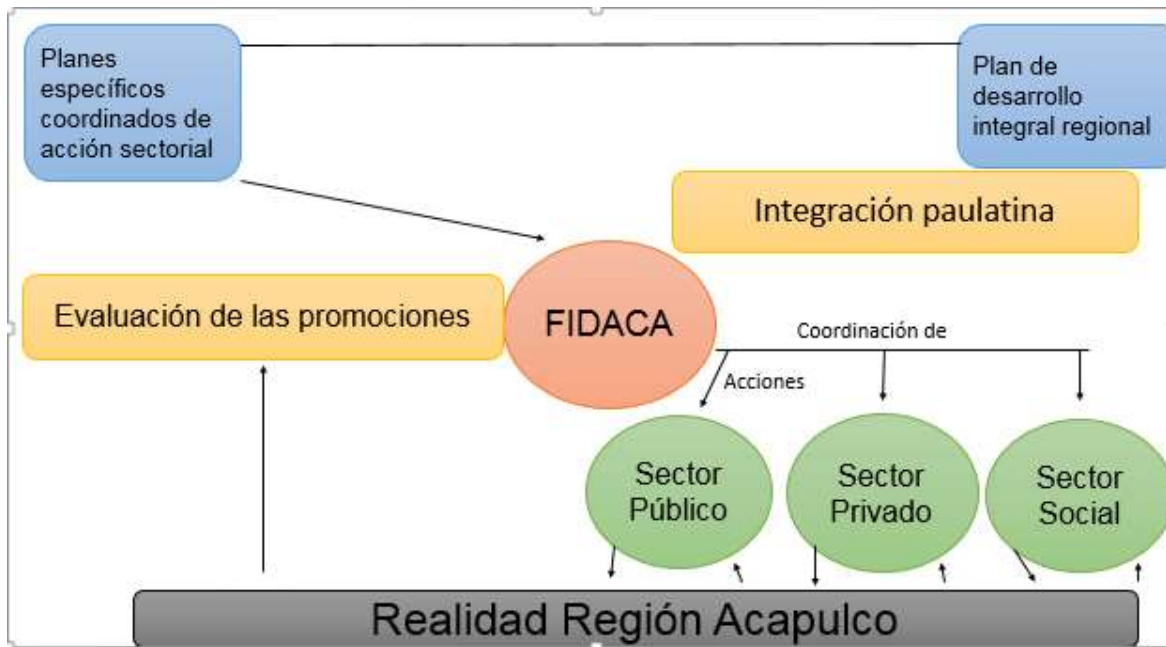 Planes
específicos
coordinados de
acción sectorial
Plan de
desarrollo
integral regional
Integración paulatina
Evaluación de las promociones
FIDACA
Coordinación de
Acciones
Sector
Público
Sector
Privado
Sector
Social
Realidad Región Acapulco